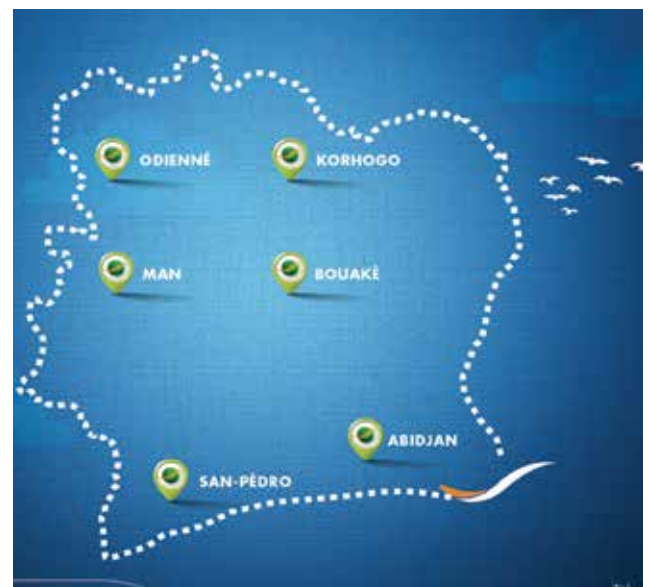 ODIENNÉ
KORHOGO
MAN
BOUAKÉ
ABIDJAN
SAN-PÉDRO